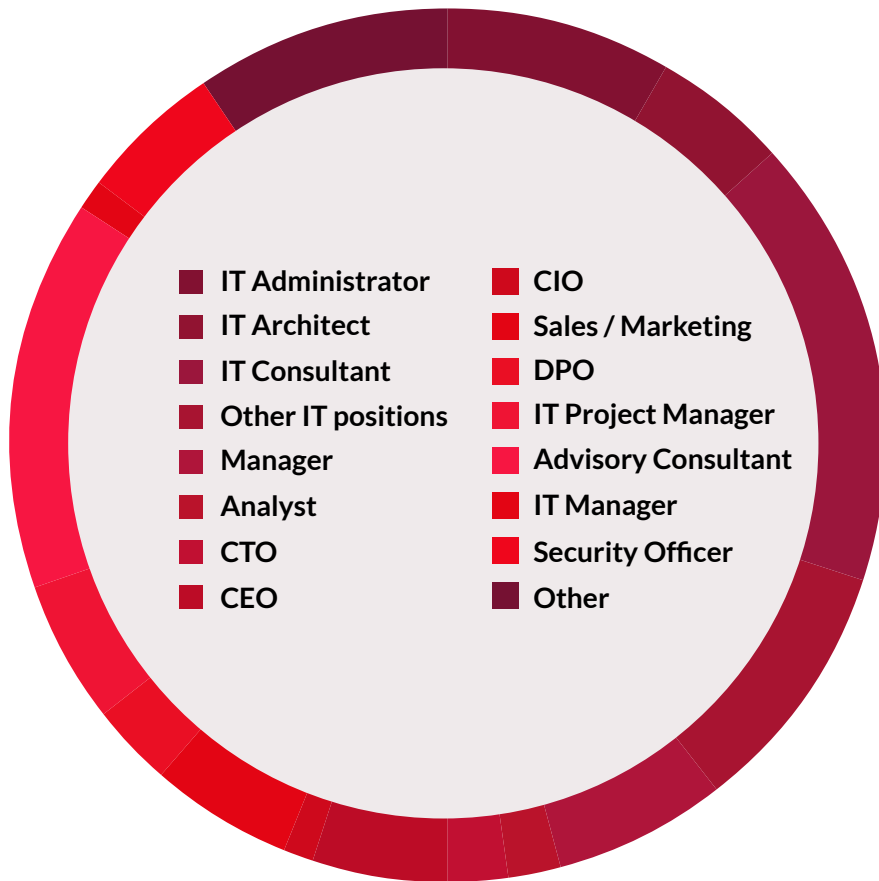 IT Administrator
IT Architect
IT Consultant
Other IT positions
Manager
Analyst
CTO
CEO
CIO
Sales / Marketing
DPO
IT Project Manager
Advisory Consultant
IT Manager
Security Officer
Other